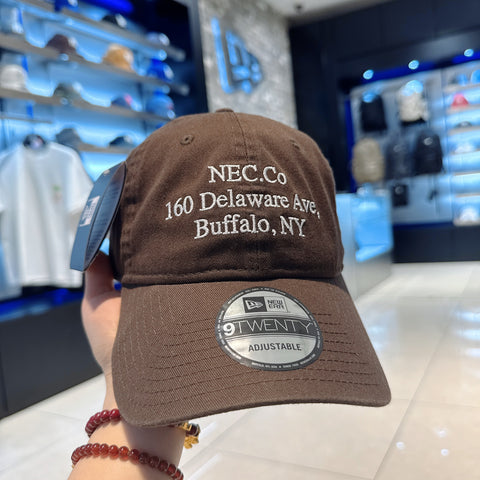 NEC.Co
160 Delaware Ave,
Buffalo, NY
NEW ERA
9TWENTY
ADJUSTABLE